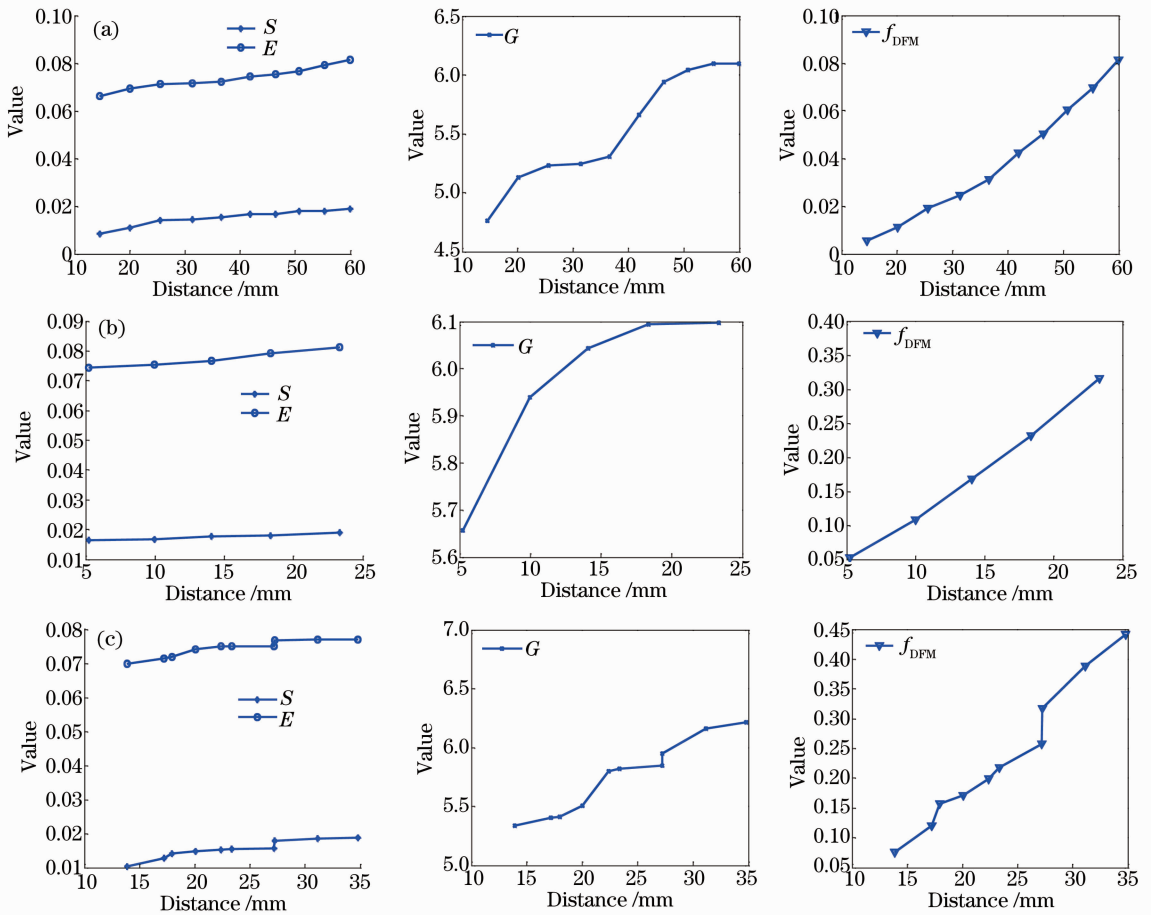 (a)
S
E
Value
0.10
0.08
0.06
0.04
0.02
0
10 20 30 40 50 60
Distance /mm
G
Value
6.5
6.0
5.5
5.0
4.5
10 20 30 40 50 60
Distance /mm
f_DFM
Value
0.10
0.08
0.06
0.04
0.02
0
10 20 30 40 50 60
Distance /mm
(b)
S
E
Value
0.09
0.08
0.07
0.06
0.05
0.04
0.03
0.02
0.01
5 10 15 20 25
Distance /mm
G
Value
6.1
6.0
5.9
5.8
5.7
5.6
5 10 15 20 25
Distance /mm
f_DFM
Value
0.40
0.35
0.30
0.25
0.20
0.15
0.10
0.05
5 10 15 20 25
Distance /mm
(c)
S
E
Value
0.08
0.07
0.06
0.05
0.04
0.03
0.02
0.01
10 15 20 25 30 35
Distance /mm
G
Value
7.0
6.5
6.0
5.5
5.0
10 15 20 25 30 35
Distance /mm
f_DFM
Value
0.45
0.40
0.35
0.30
0.25
0.20
0.15
0.10
0.05
10 15 20 25 30 35
Distance /mm